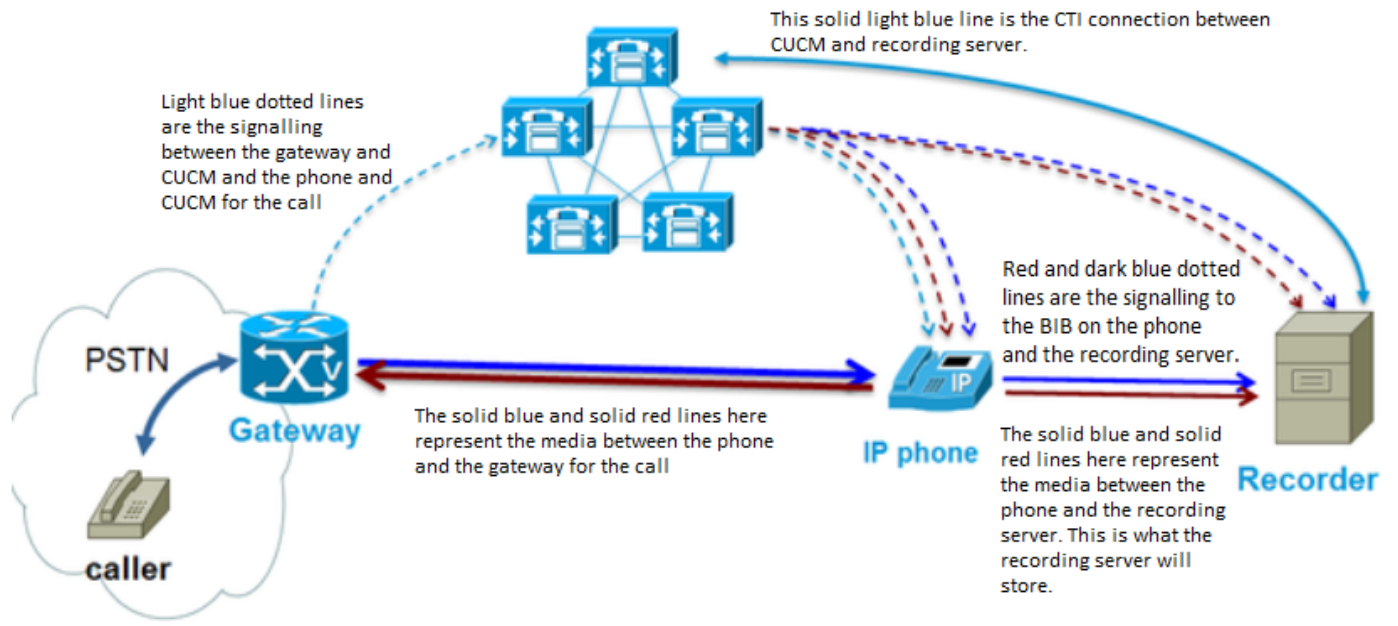 This solid light blue line is the CTI connection between
CUCM and recording server.
Light blue dotted lines
are the signalling
between the gateway and
CUCM and the phone and
CUCM for the call
Red and dark blue dotted
lines are the signalling to
the BIB on the phone
and the recording server.
PSTN
V
IP
Gateway
The solid blue and solid red lines here
represent the media between the phone
and the gateway for the call
IP phone
The solid blue and solid
red lines here represent
the media between the
phone and the recording
server. This is what the
recording server will
store.
Recorder
caller